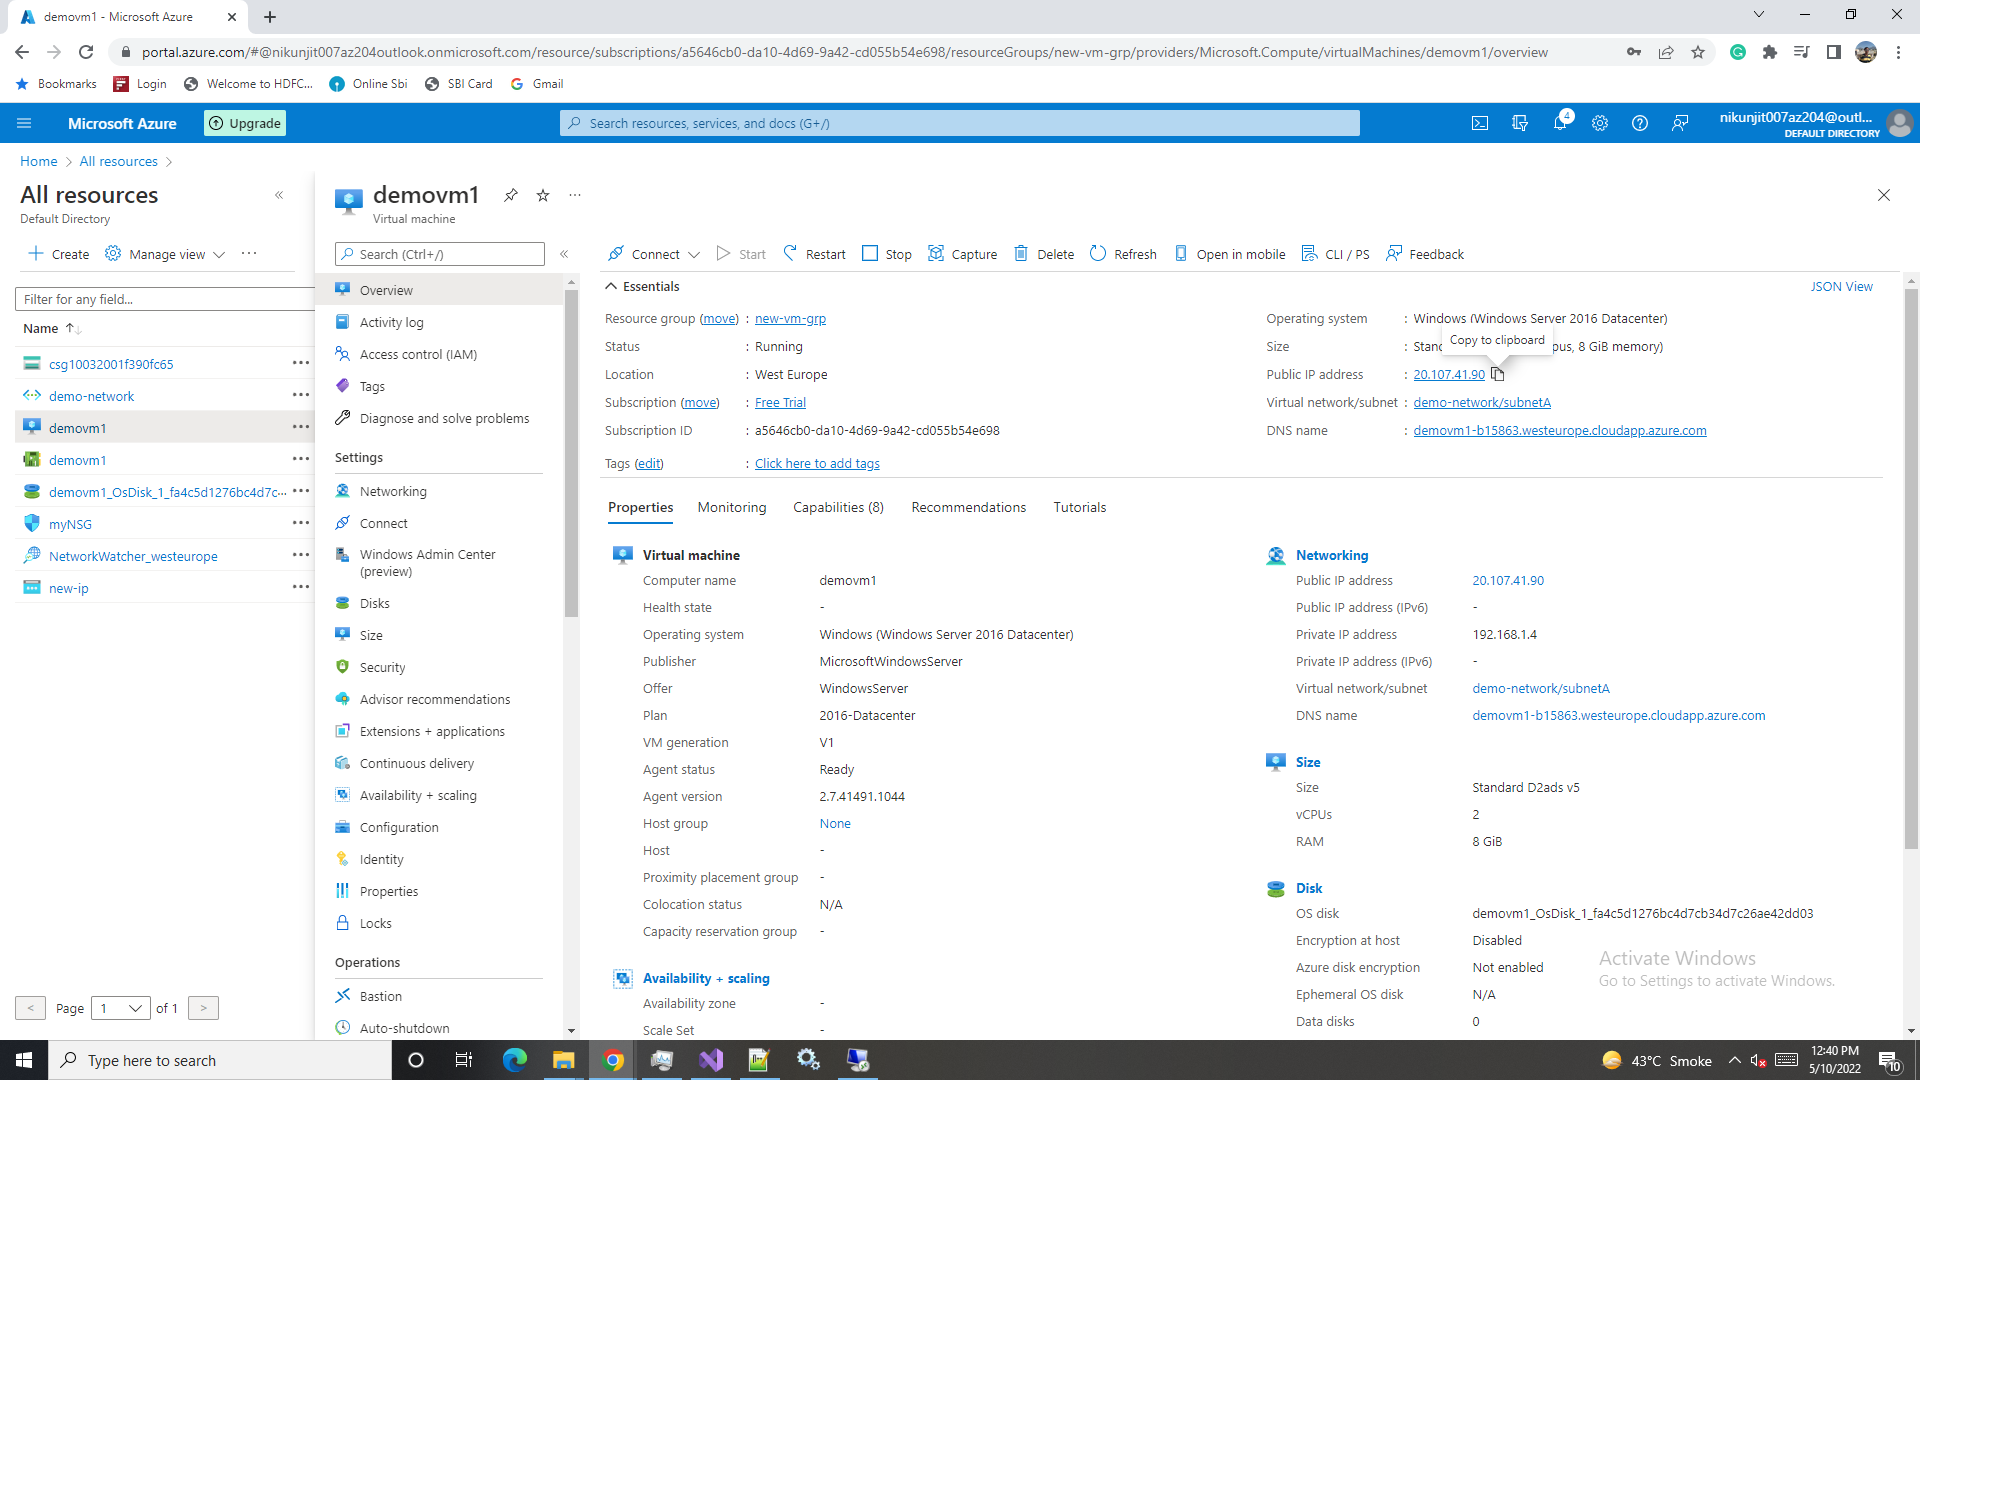 demovm1 - Microsoft Azure
portal.azure.com/#@nikunjit007az204outlook.onmicrosoft.com/resource/subscriptions/a5646cb0-da10-4d69-9a42-cd055b54e698/resourceGroups/new-vm-grp/providers/Microsoft.Compute/virtualMachines/demovm1/overview
Bookmarks Login Welcome to HDFC... Online Sbi SBI Card Gmail
Microsoft Azure Upgrade Search resources, services, and docs (G+/) 4 nikunjit007az204@outl...
DEFAULT DIRECTORY
Home > All resources >
All resources
Default Directory
Create Manage view ...
Filter for any field...
Name
csg10032001f390fc65
demo-network
demovm1
demovm1
demovm1_OsDisk_1_fa4c5d1276bc4d7c...
myNSG
NetworkWatcher_westeurope
new-ip
< Page 1 of 1 >
demovm1
Virtual machine
Search (Ctrl+/)
Overview
Activity log
Access control (IAM)
Tags
Diagnose and solve problems
Settings
Networking
Connect
Windows Admin Center
(preview)
Disks
Size
Security
Advisor recommendations
Extensions + applications
Continuous delivery
Availability + scaling
Configuration
Identity
Properties
Locks
Operations
Bastion
Auto-shutdown
Connect Start Restart Stop Capture Delete Refresh Open in mobile CLI / PS Feedback
Essentials
JSON View
Resource group (move) : new-vm-grp
Status : Running
Location : West Europe
Subscription (move) : Free Trial
Subscription ID : a5646cb0-da10-4d69-9a42-cd055b54e698
Tags (edit) : Click here to add tags
Operating system : Windows (Windows Server 2016 Datacenter)
Copy to clipboard
Size : Stand pus, 8 GiB memory)
Public IP address : 20.107.41.90
Virtual network/subnet : demo-network/subnetA
DNS name : demovm1-b15863.westeurope.cloudapp.azure.com
Properties Monitoring Capabilities (8) Recommendations Tutorials
Virtual machine
Computer name demovm1
Health state -
Operating system Windows (Windows Server 2016 Datacenter)
Publisher MicrosoftWindowsServer
Offer WindowsServer
Plan 2016-Datacenter
VM generation V1
Agent status Ready
Agent version 2.7.41491.1044
Host group None
Host -
Proximity placement group -
Colocation status N/A
Capacity reservation group -
Availability + scaling
Availability zone -
Scale Set -
Networking
Public IP address 20.107.41.90
Public IP address (IPv6) -
Private IP address 192.168.1.4
Private IP address (IPv6) -
Virtual network/subnet demo-network/subnetA
DNS name demovm1-b15863.westeurope.cloudapp.azure.com
Size
Size Standard D2ads v5
vCPUs 2
RAM 8 GiB
Disk
OS disk demovm1_OsDisk_1_fa4c5d1276bc4d7cb34d7c26ae42dd03
Encryption at host Disabled
Azure disk encryption Not enabled
Ephemeral OS disk N/A
Data disks 0
Activate Windows
Go to Settings to activate Windows.
Type here to search
43°C Smoke
12:40 PM
5/10/2022
10